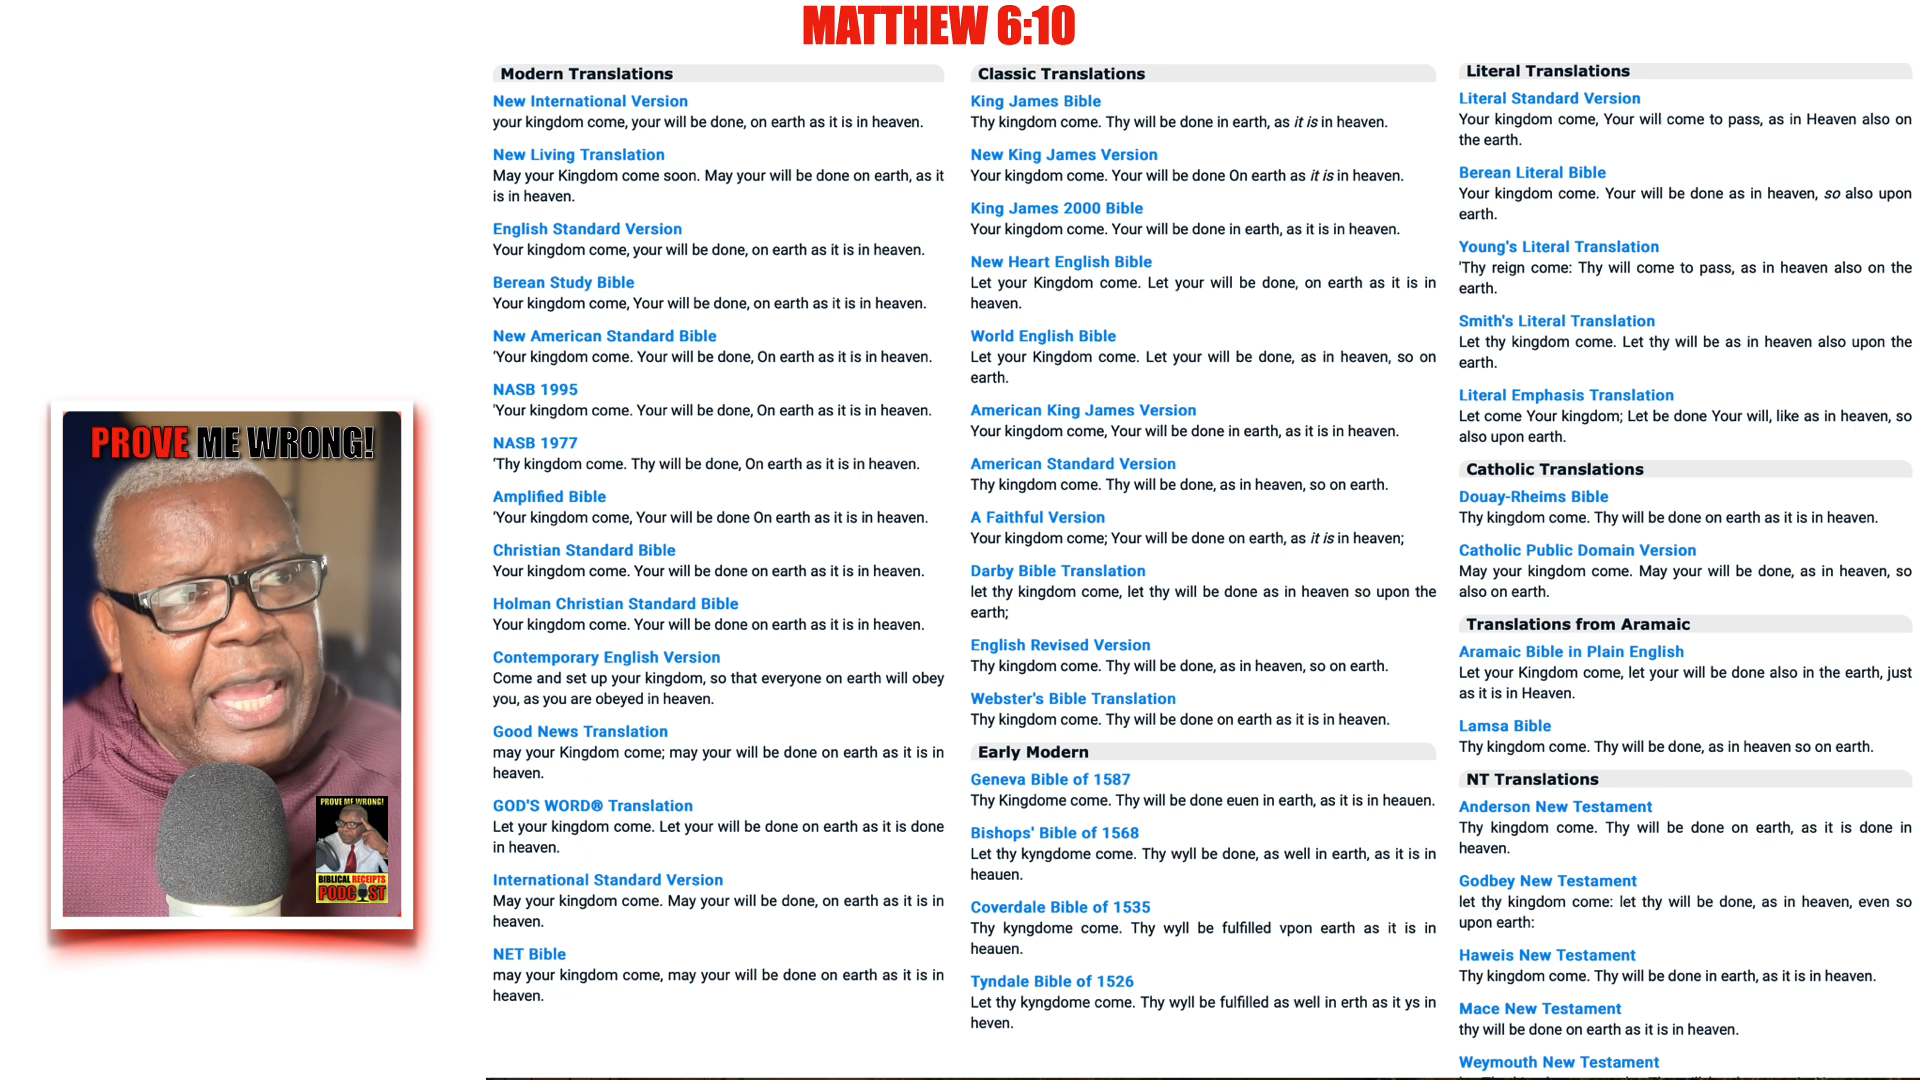 MATTHEW 6:10
PROVE ME WRONG!
PROVE ME WRONG!
BIBLICAL RECEIPTS
PODCAST
Modern Translations
New International Version
your kingdom come, your will be done, on earth as it is in heaven.
New Living Translation
May your Kingdom come soon. May your will be done on earth, as it
is in heaven.
English Standard Version
Your kingdom come, your will be done, on earth as it is in heaven.
Berean Study Bible
Your kingdom come, Your will be done, on earth as it is in heaven.
New American Standard Bible
‘Your kingdom come. Your will be done, On earth as it is in heaven.
NASB 1995
'Your kingdom come. Your will be done, On earth as it is in heaven.
NASB 1977
‘Thy kingdom come. Thy will be done, On earth as it is in heaven.
Amplified Bible
‘Your kingdom come, Your will be done On earth as it is in heaven.
Christian Standard Bible
Your kingdom come. Your will be done on earth as it is in heaven.
Holman Christian Standard Bible
Your kingdom come. Your will be done on earth as it is in heaven.
Contemporary English Version
Come and set up your kingdom, so that everyone on earth will obey
you, as you are obeyed in heaven.
Good News Translation
may your Kingdom come; may your will be done on earth as it is in
heaven.
GOD'S WORD® Translation
Let your kingdom come. Let your will be done on earth as it is done
in heaven.
International Standard Version
May your kingdom come. May your will be done, on earth as it is in
heaven.
NET Bible
may your kingdom come, may your will be done on earth as it is in
heaven.
Classic Translations
King James Bible
Thy kingdom come. Thy will be done in earth, as it is in heaven.
New King James Version
Your kingdom come. Your will be done On earth as it is in heaven.
King James 2000 Bible
Your kingdom come. Your will be done in earth, as it is in heaven.
New Heart English Bible
Let your Kingdom come. Let your will be done, on earth as it is in
heaven.
World English Bible
Let your Kingdom come. Let your will be done, as in heaven, so on
earth.
American King James Version
Your kingdom come, Your will be done in earth, as it is in heaven.
American Standard Version
Thy kingdom come. Thy will be done, as in heaven, so on earth.
A Faithful Version
Your kingdom come; Your will be done on earth, as it is in heaven;
Darby Bible Translation
let thy kingdom come, let thy will be done as in heaven so upon the
earth;
English Revised Version
Thy kingdom come. Thy will be done, as in heaven, so on earth.
Webster's Bible Translation
Thy kingdom come. Thy will be done on earth as it is in heaven.
Early Modern
Geneva Bible of 1587
Thy Kingdome come. Thy will be done euen in earth, as it is in heauen.
Bishops' Bible of 1568
Let thy kyngdome come. Thy wyll be done, as well in earth, as it is in
heauen.
Coverdale Bible of 1535
Thy kyngdome come. Thy wyll be fulfilled vpon earth as it is in
heauen.
Tyndale Bible of 1526
Let thy kyngdome come. Thy wyll be fulfilled as well in erth as it ys in
heven.
Literal Translations
Literal Standard Version
Your kingdom come, Your will come to pass, as in Heaven also on
the earth.
Berean Literal Bible
Your kingdom come. Your will be done as in heaven, so also upon
earth.
Young's Literal Translation
'Thy reign come: Thy will come to pass, as in heaven also on the
earth.
Smith's Literal Translation
Let thy kingdom come. Let thy will be as in heaven also upon the
earth.
Literal Emphasis Translation
Let come Your kingdom; Let be done Your will, like as in heaven, so
also upon earth.
Catholic Translations
Douay-Rheims Bible
Thy kingdom come. Thy will be done on earth as it is in heaven.
Catholic Public Domain Version
May your kingdom come. May your will be done, as in heaven, so
also on earth.
Translations from Aramaic
Aramaic Bible in Plain English
Let your Kingdom come, let your will be done also in the earth, just
as it is in Heaven.
Lamsa Bible
Thy kingdom come. Thy will be done, as in heaven so on earth.
NT Translations
Anderson New Testament
Thy kingdom come. Thy will be done on earth, as it is done in
heaven.
Godbey New Testament
let thy kingdom come: let thy will be done, as in heaven, even so
upon earth:
Haweis New Testament
Thy kingdom come. Thy will be done in earth, as it is in heaven.
Mace New Testament
thy will be done on earth as it is in heaven.
Weymouth New Testament